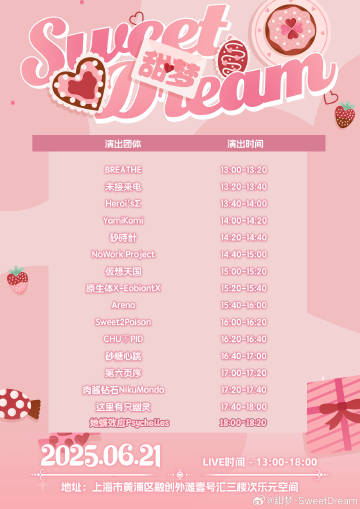 Sweet
甜梦
Dream
演出团体 演出时间
BREATHE 13:00-13:20
未接来电 13:20-13:40
Heroi's∑ 13:40-14:00
YamiKami 14:00-14:20
秒時計 14:20-14:40
NoWork Project 14:40-15:00
仮想天国 15:00-15:20
原生体X-EobiontX 15:20-15:40
Areno 15:40-16:00
Sweet2Poison 16:00-16:20
CHU♡PID 16:20-16:40
砂糖心跳 16:40-17:00
第六页序 17:00-17:20
肉酱钻石NikuMondo 17:20-17:40
这里有只幽灵 17:40-18:00
地蛛效应Psychelies 18:00-18:20
2025.06.21
LIVE时间 - 13:00-18:00
地址：上海市黄浦区融创外滩壹号汇三楼次乐元空间
@甜梦-SweetDream